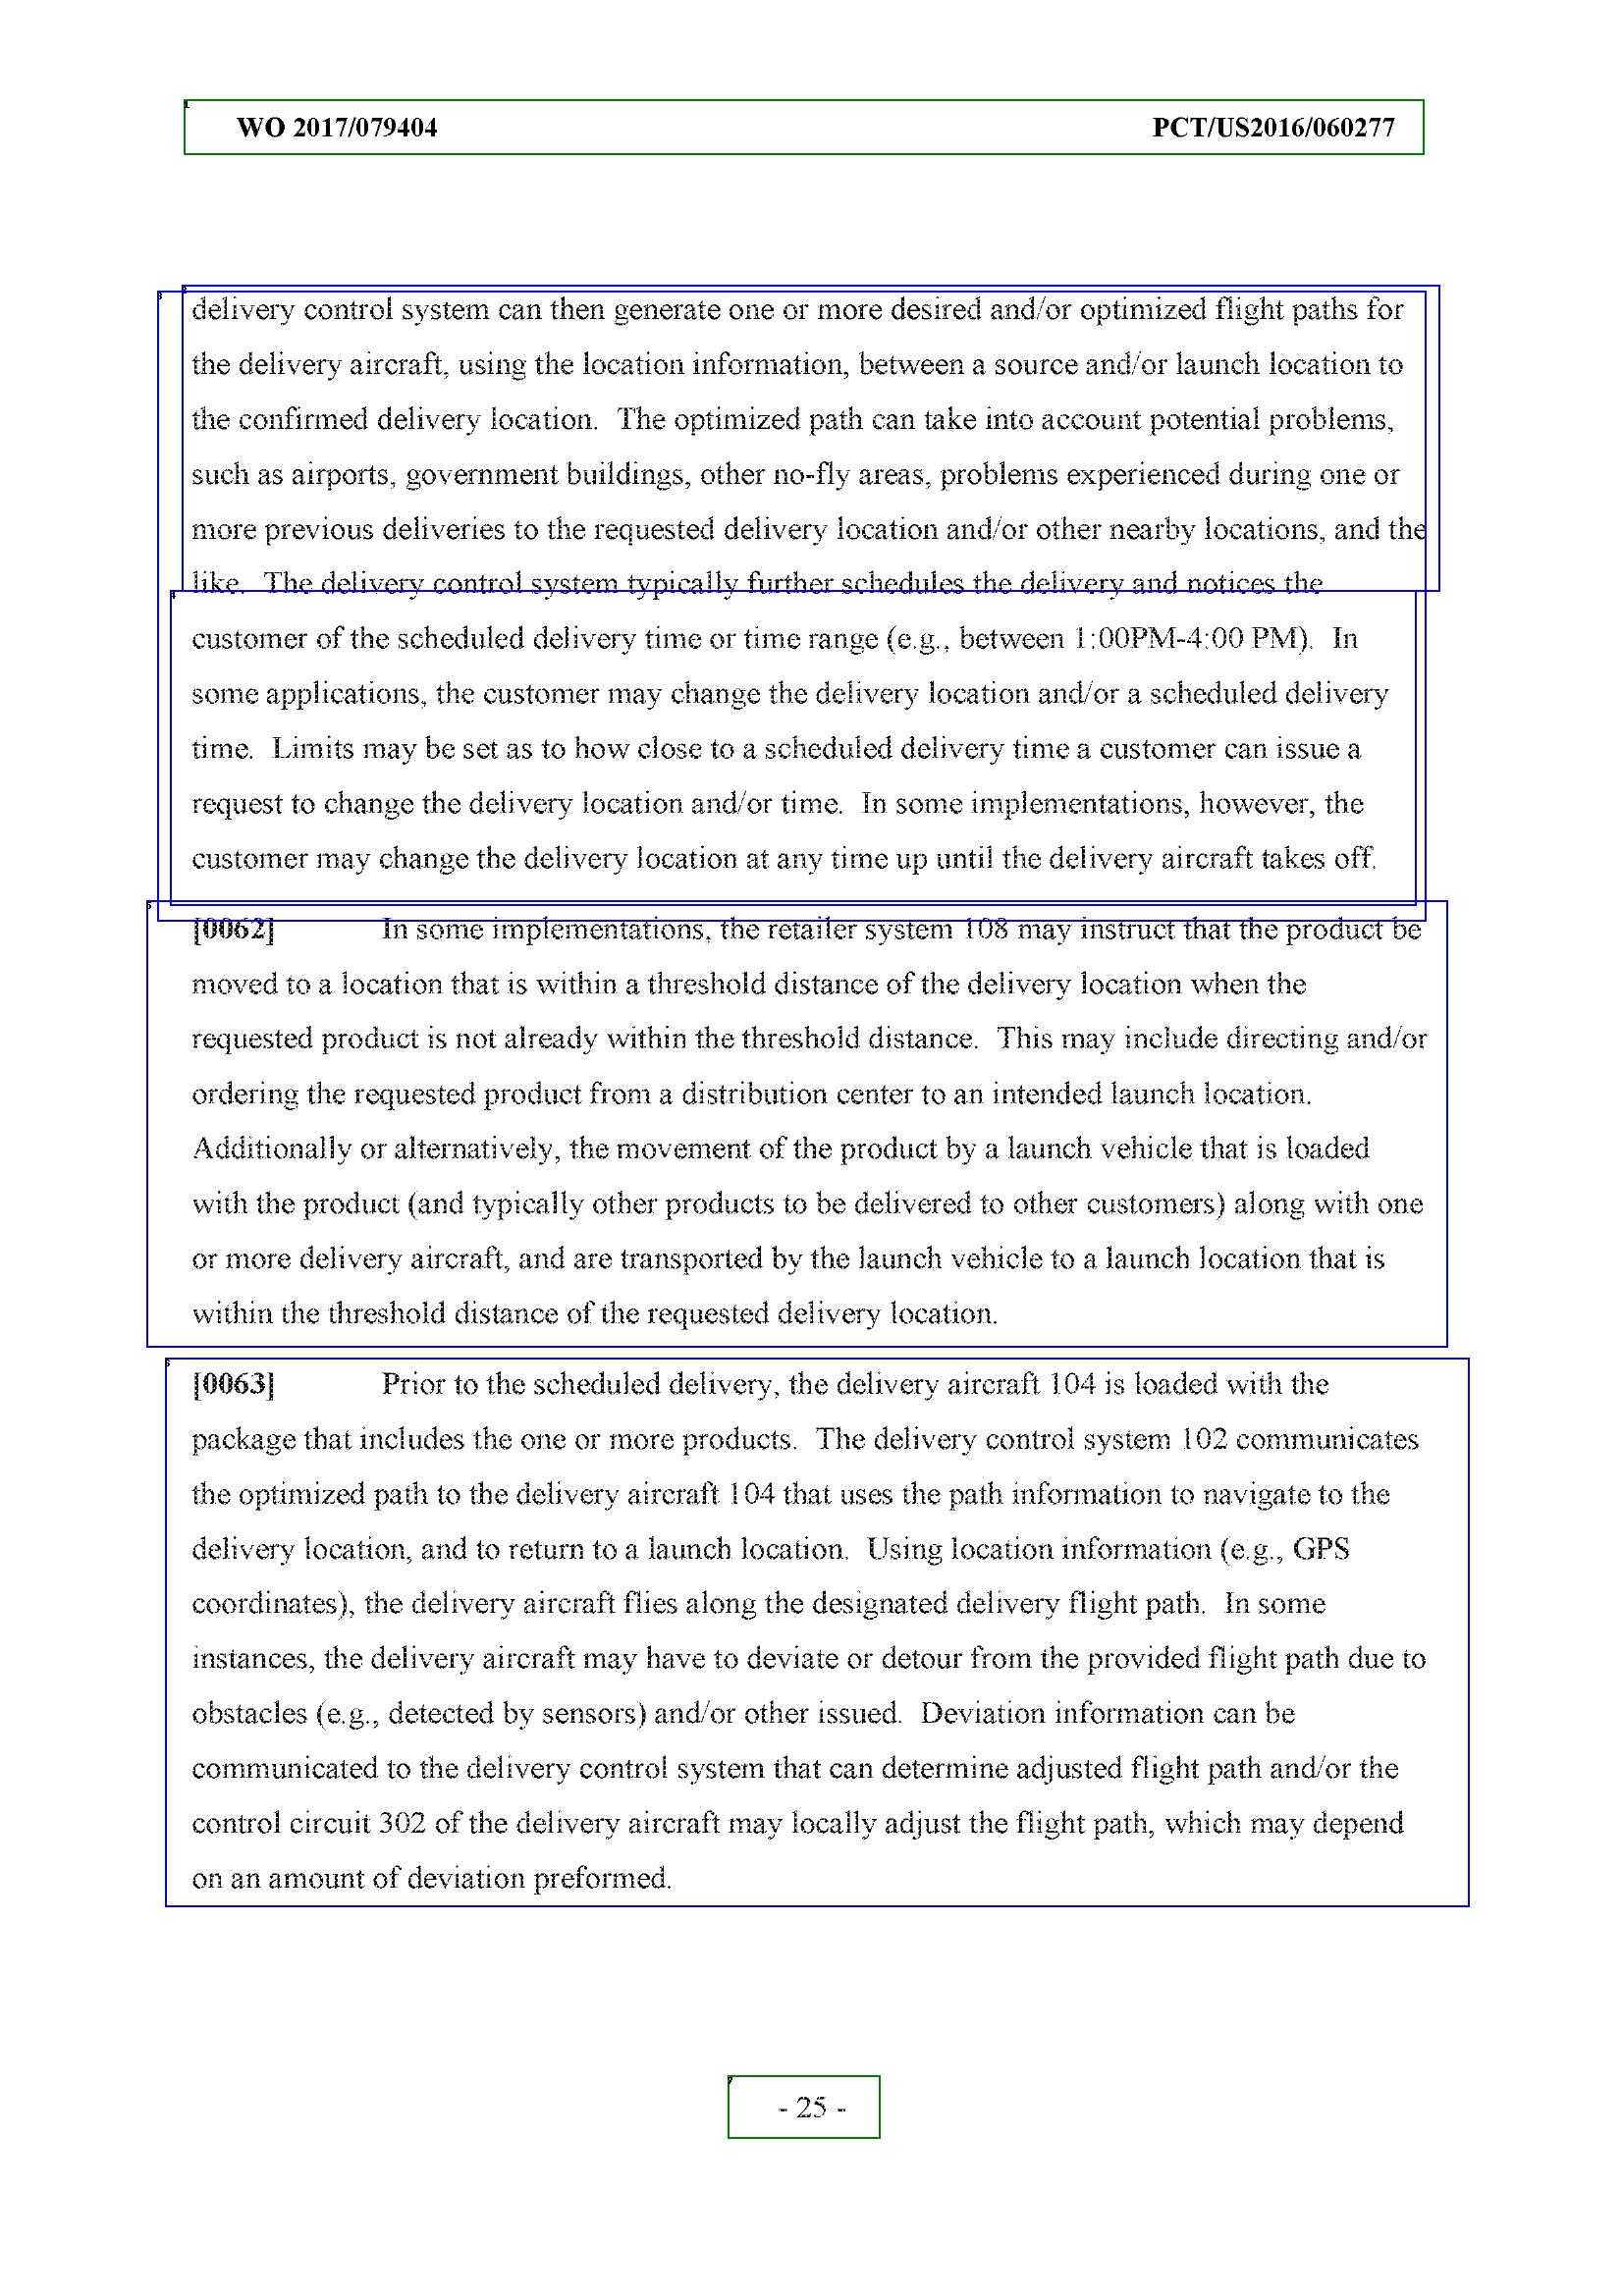 WO 2017/079404 PCT/US2016/060277
delivery control system can then generate one or more desired and/or optimized flight paths for
the delivery aircraft, using the location information, between a source and/or launch location to
the confirmed delivery location. The optimized path can take into account potential problems,
such as airports, government buildings, other no-fly areas, problems experienced during one or
more previous deliveries to the requested delivery location and/or other nearby locations, and the
like. The delivery control system typically further schedules the delivery and notices the
customer of the scheduled delivery time or time range (e.g., between 1:00PM-4:00 PM). In
some applications, the customer may change the delivery location and/or a scheduled delivery
time. Limits may be set as to how close to a scheduled delivery time a customer can issue a
request to change the delivery location and/or time. In some implementations, however, the
customer may change the delivery location at any time up until the delivery aircraft takes off.
[0062] In some implementations, the retailer system 108 may instruct that the product be
moved to a location that is within a threshold distance of the delivery location when the
requested product is not already within the threshold distance. This may include directing and/or
ordering the requested product from a distribution center to an intended launch location.
Additionally or alternatively, the movement of the product by a launch vehicle that is loaded
with the product (and typically other products to be delivered to other customers) along with one
or more delivery aircraft, and are transported by the launch vehicle to a launch location that is
within the threshold distance of the requested delivery location.
[0063] Prior to the scheduled delivery, the delivery aircraft 104 is loaded with the
package that includes the one or more products. The delivery control system 102 communicates
the optimized path to the delivery aircraft 104 that uses the path information to navigate to the
delivery location, and to return to a launch location. Using location information (e.g., GPS
coordinates), the delivery aircraft flies along the designated delivery flight path. In some
instances, the delivery aircraft may have to deviate or detour from the provided flight path due to
obstacles (e.g., detected by sensors) and/or other issued. Deviation information can be
communicated to the delivery control system that can determine adjusted flight path and/or the
control circuit 302 of the delivery aircraft may locally adjust the flight path, which may depend
on an amount of deviation preformed.
- 25 -